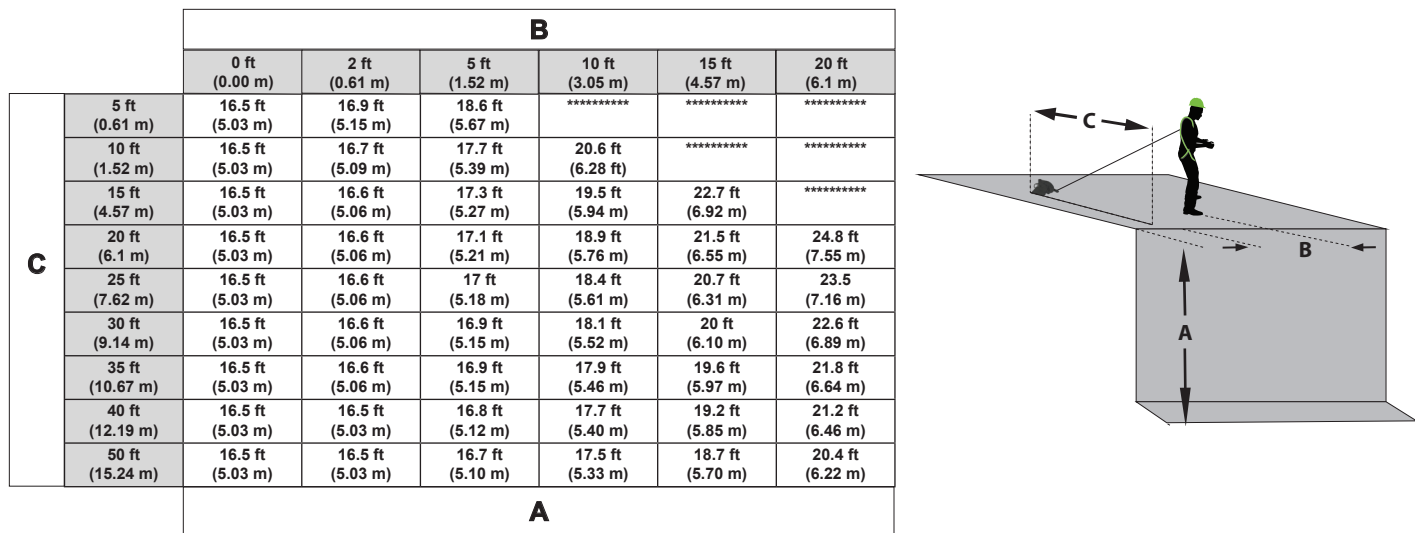 B
0 ft 2 ft 5 ft 10 ft 15 ft 20 ft
(0.00 m) (0.61 m) (1.52 m) (3.05 m) (4.57 m) (6.1 m)
5 ft 16.5 ft 16.9 ft 18.6 ft ********** ********** **********
(0.61 m) (5.03 m) (5.15 m) (5.67 m)
10 ft 16.5 ft 16.7 ft 17.7 ft 20.6 ft ********** **********
(1.52 m) (5.03 m) (5.09 m) (5.39 m) (6.28 ft)
15 ft 16.5 ft 16.6 ft 17.3 ft 19.5 ft 22.7 ft **********
(4.57 m) (5.03 m) (5.06 m) (5.27 m) (5.94 m) (6.92 m)
20 ft 16.5 ft 16.6 ft 17.1 ft 18.9 ft 21.5 ft 24.8 ft
(6.1 m) (5.03 m) (5.06 m) (5.21 m) (5.76 m) (6.55 m) (7.55 m)
C
25 ft 16.5 ft 16.6 ft 17 ft 18.4 ft 20.7 ft 23.5
(7.62 m) (5.03 m) (5.06 m) (5.18 m) (5.61 m) (6.31 m) (7.16 m)
30 ft 16.5 ft 16.6 ft 16.9 ft 18.1 ft 20 ft 22.6 ft
(9.14 m) (5.03 m) (5.06 m) (5.15 m) (5.52 m) (6.10 m) (6.89 m)
35 ft 16.5 ft 16.6 ft 16.9 ft 17.9 ft 19.6 ft 21.8 ft
(10.67 m) (5.03 m) (5.06 m) (5.15 m) (5.46 m) (5.97 m) (6.64 m)
40 ft 16.5 ft 16.5 ft 16.8 ft 17.7 ft 19.2 ft 21.2 ft
(12.19 m) (5.03 m) (5.03 m) (5.12 m) (5.40 m) (5.85 m) (6.46 m)
50 ft 16.5 ft 16.5 ft 16.7 ft 17.5 ft 18.7 ft 20.4 ft
(15.24 m) (5.03 m) (5.03 m) (5.10 m) (5.33 m) (5.70 m) (6.22 m)
A
C
B
A